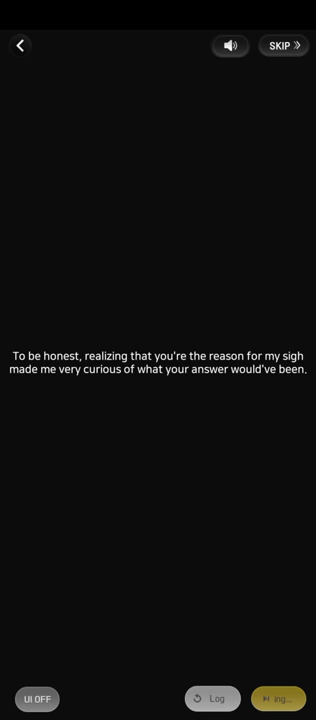 SKIP
To be honest, realizing that you're the reason for my sigh
made me very curious of what your answer would've been.
UI OFF
Log
ing...